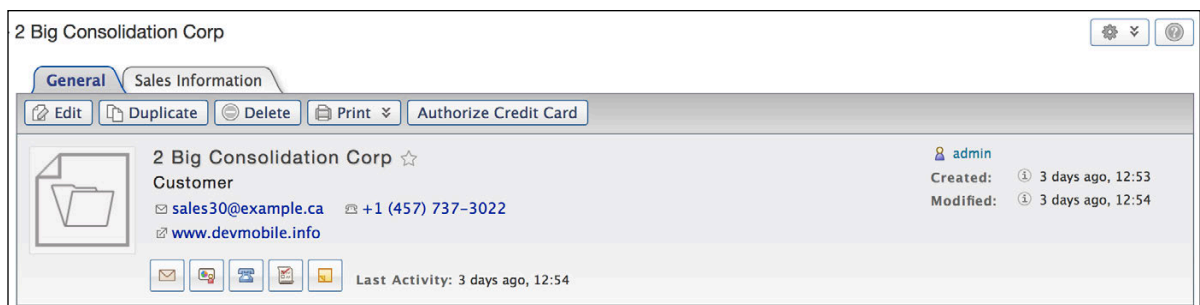 2 Big Consolidation Corp
General Sales Information
Edit Duplicate Delete Print Authorize Credit Card
2 Big Consolidation Corp
Customer
sales30@example.ca +1 (457) 737-3022
www.devmobile.info
admin
Created: 3 days ago, 12:53
Modified: 3 days ago, 12:54
Last Activity: 3 days ago, 12:54